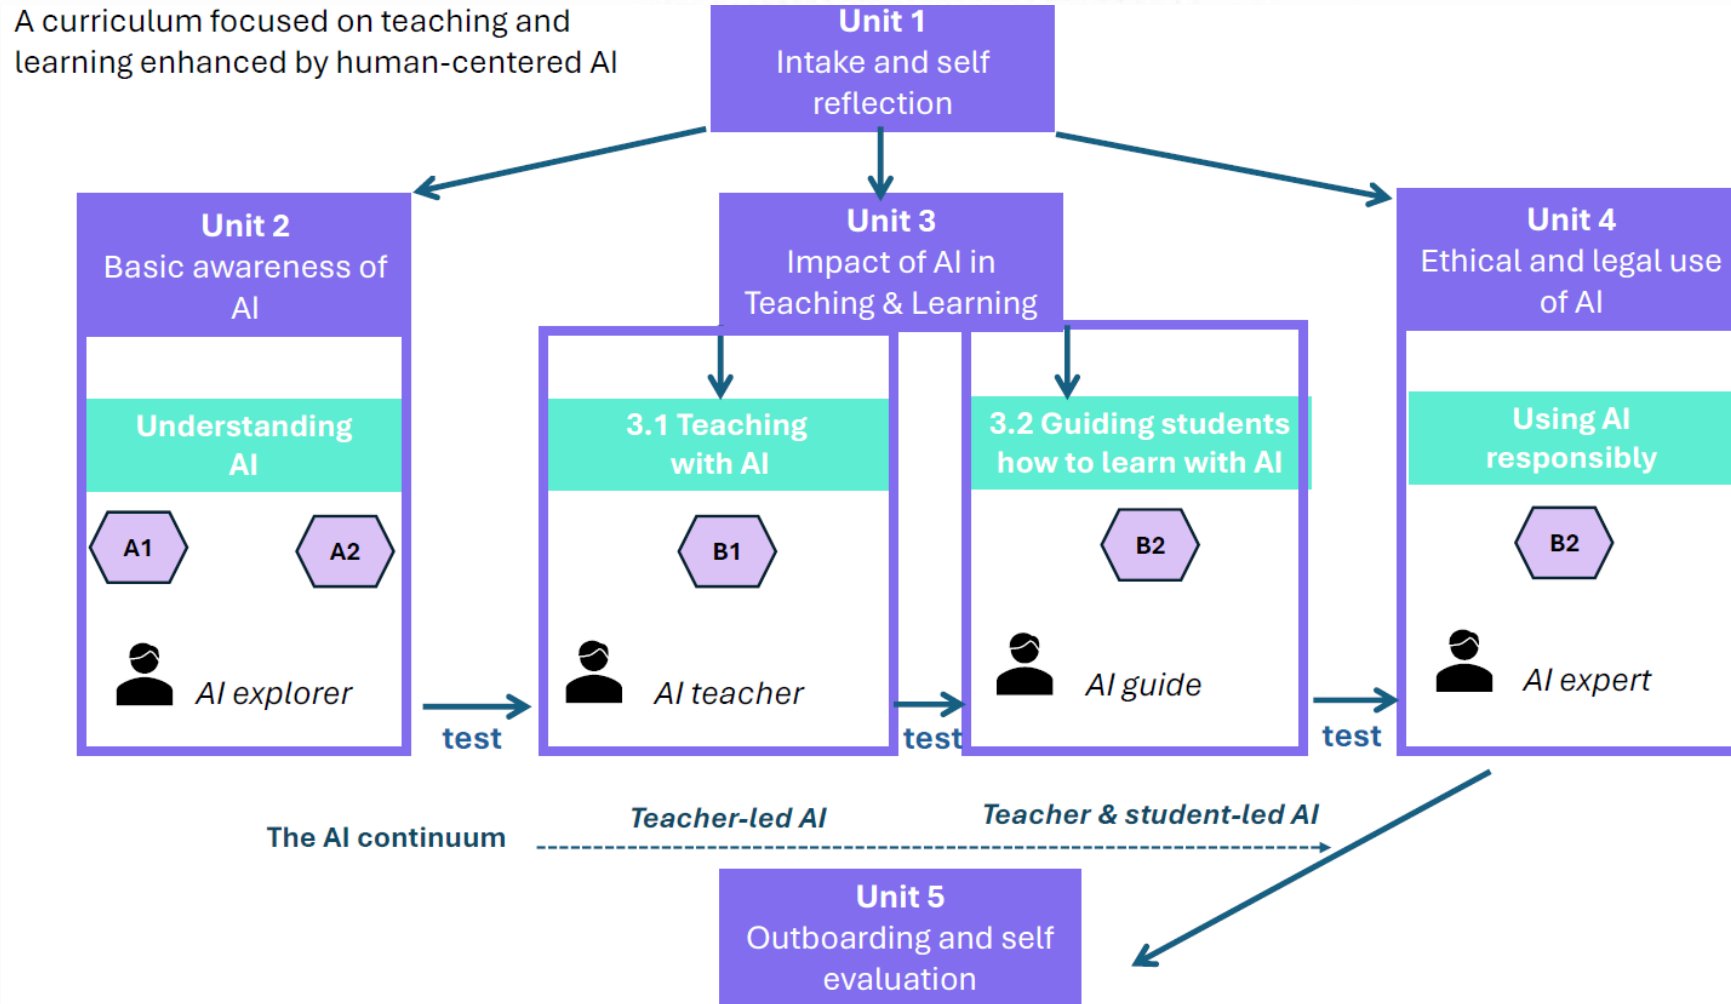 A curriculum focused on teaching and
learning enhanced by human-centered AI
Unit 1
Intake and self
reflection
Unit 2
Basic awareness of
AI
Unit 3
Impact of AI in
Teaching & Learning
Unit 4
Ethical and legal use
of AI
Understanding
AI
3.1 Teaching
with AI
3.2 Guiding students
how to learn with AI
Using AI
responsibly
A1
A2
B1
B2
B2
AI explorer
AI teacher
AI guide
AI expert
test
test
test
The AI continuum
Teacher-led AI
Teacher & student-led AI
Unit 5
Outboarding and self
evaluation